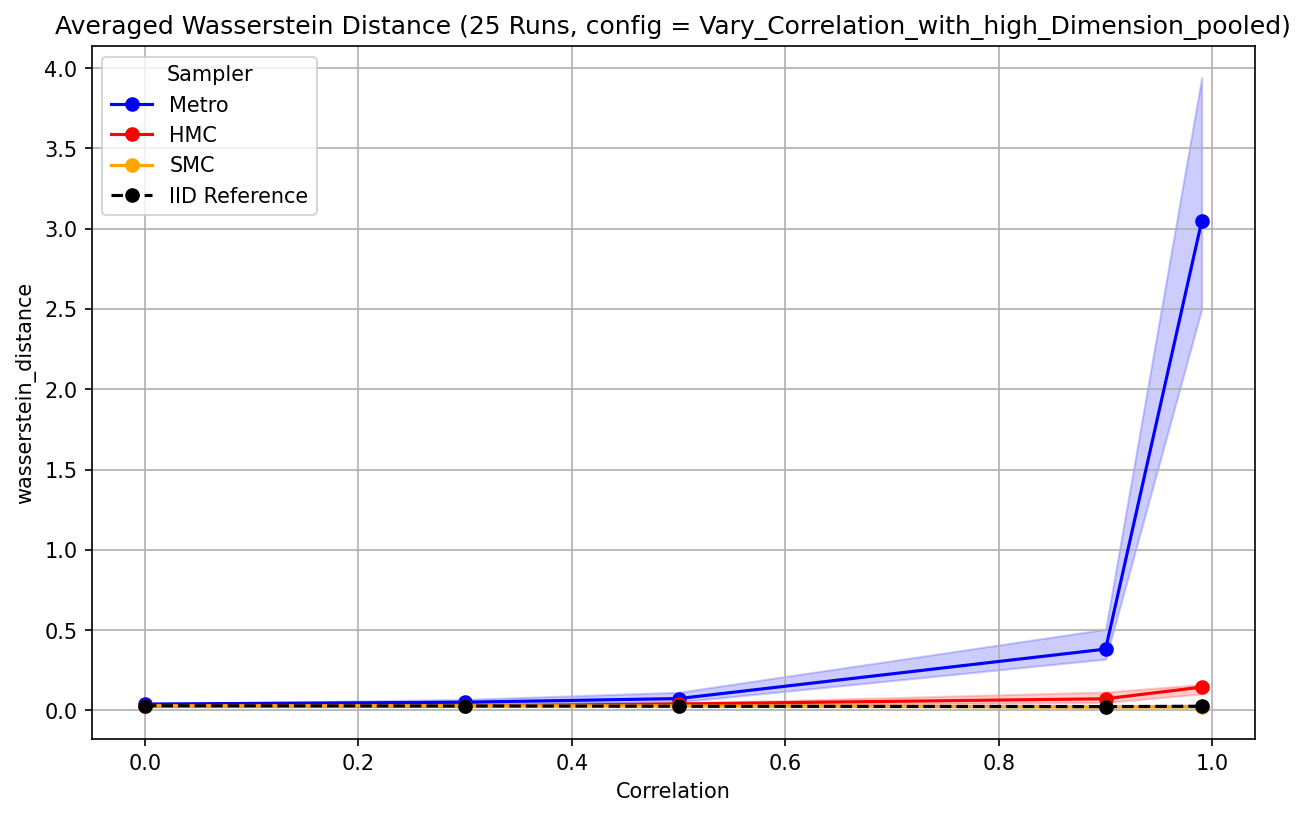 Averaged Wasserstein Distance (25 Runs, config = Vary_Correlation_with_high_Dimension_pooled)
Sampler
Metro
HMC
SMC
IID Reference
wasserstein_distance
4.0
3.5
3.0
2.5
2.0
1.5
1.0
0.5
0.0
0.0 0.2 0.4 0.6 0.8 1.0
Correlation